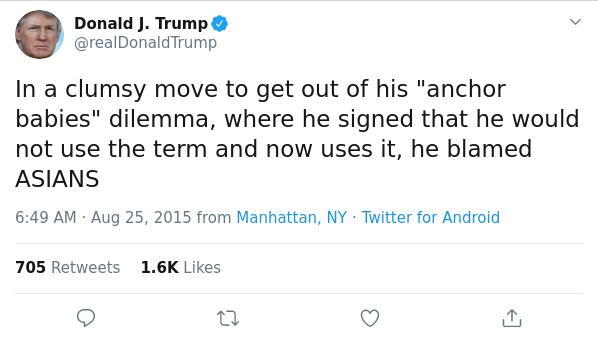 Donald J. Trump
@realDonaldTrump
In a clumsy move to get out of his "anchor
babies" dilemma, where he signed that he would
not use the term and now uses it, he blamed
ASIANS
6:49 AM · Aug 25, 2015 from Manhattan, NY · Twitter for Android
705 Retweets 1.6K Likes